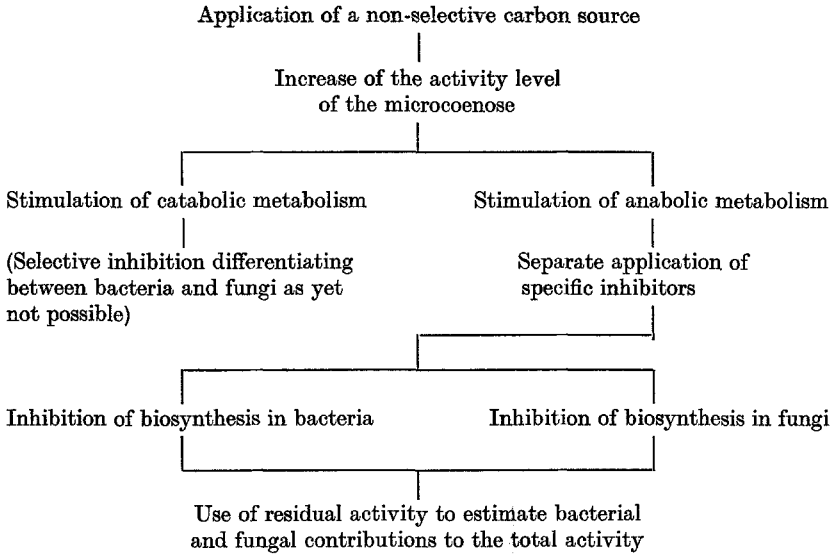 Application of a non-selective carbon source
Increase of the activity level
of the microcoenose
Stimulation of catabolic metabolism
Stimulation of anabolic metabolism
(Selective inhibition differentiating
between bacteria and fungi as yet
not possible)
Separate application of
specific inhibitors
Inhibition of biosynthesis in bacteria
Inhibition of biosynthesis in fungi
Use of residual activity to estimate bacterial
and fungal contributions to the total activity